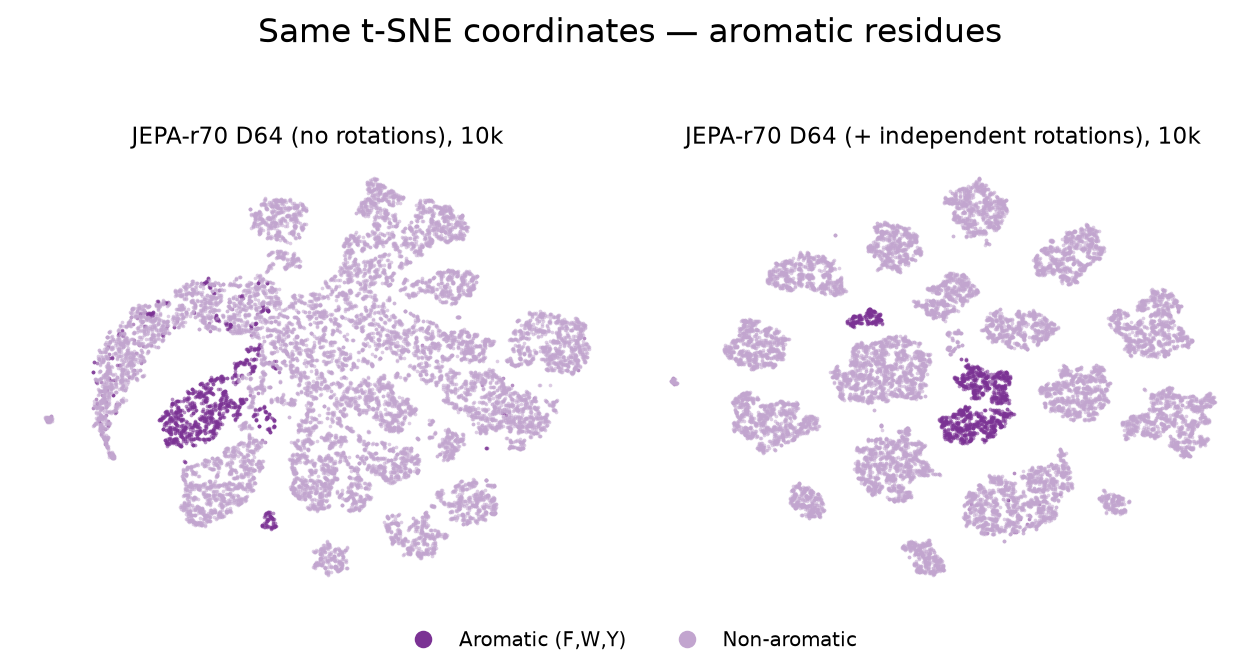 Same t-SNE coordinates — aromatic residues
JEPA-r70 D64 (no rotations), 10k
JEPA-r70 D64 (+ independent rotations), 10k
Aromatic (F,W,Y)
Non-aromatic